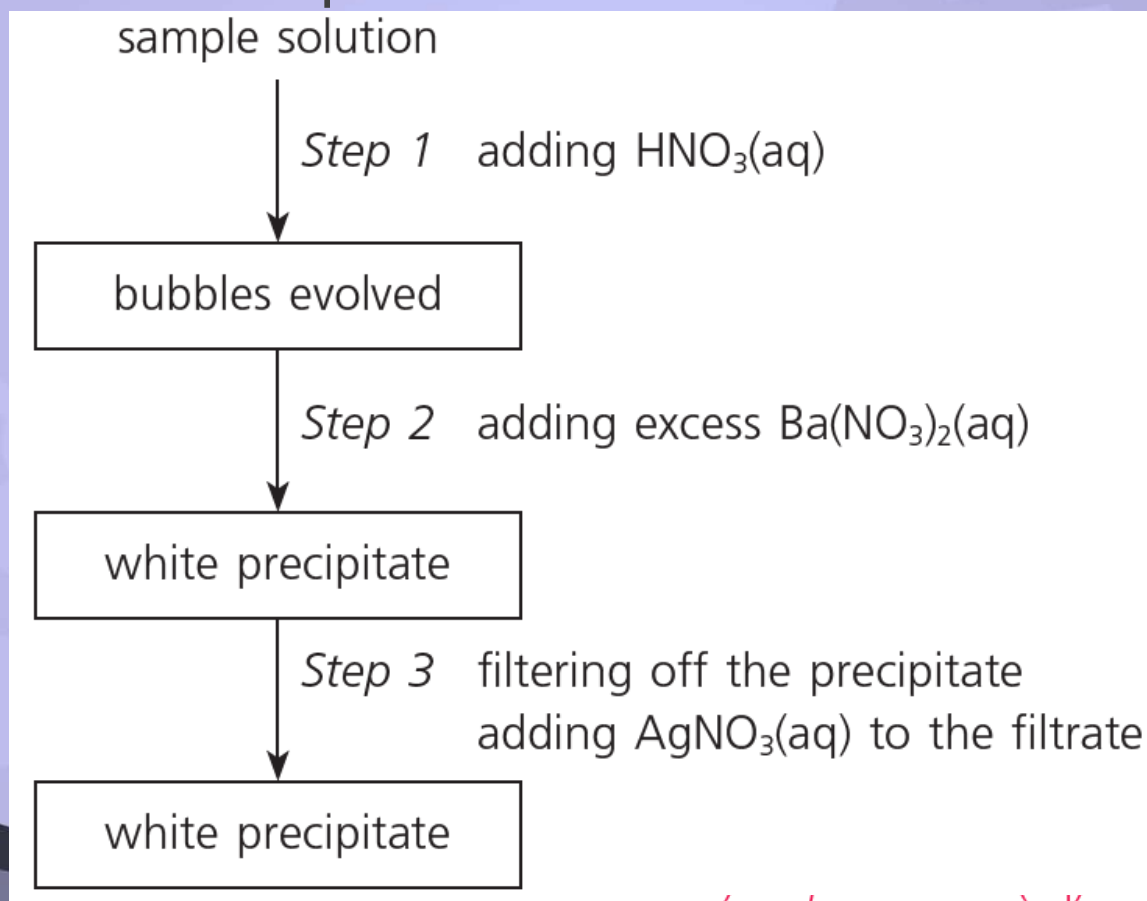 sample solution
Step 1 adding HNO₃(aq)
bubbles evolved
Step 2 adding excess Ba(NO₃)₂(aq)
white precipitate
Step 3 filtering off the precipitate
adding AgNO₃(aq) to the filtrate
white precipitate